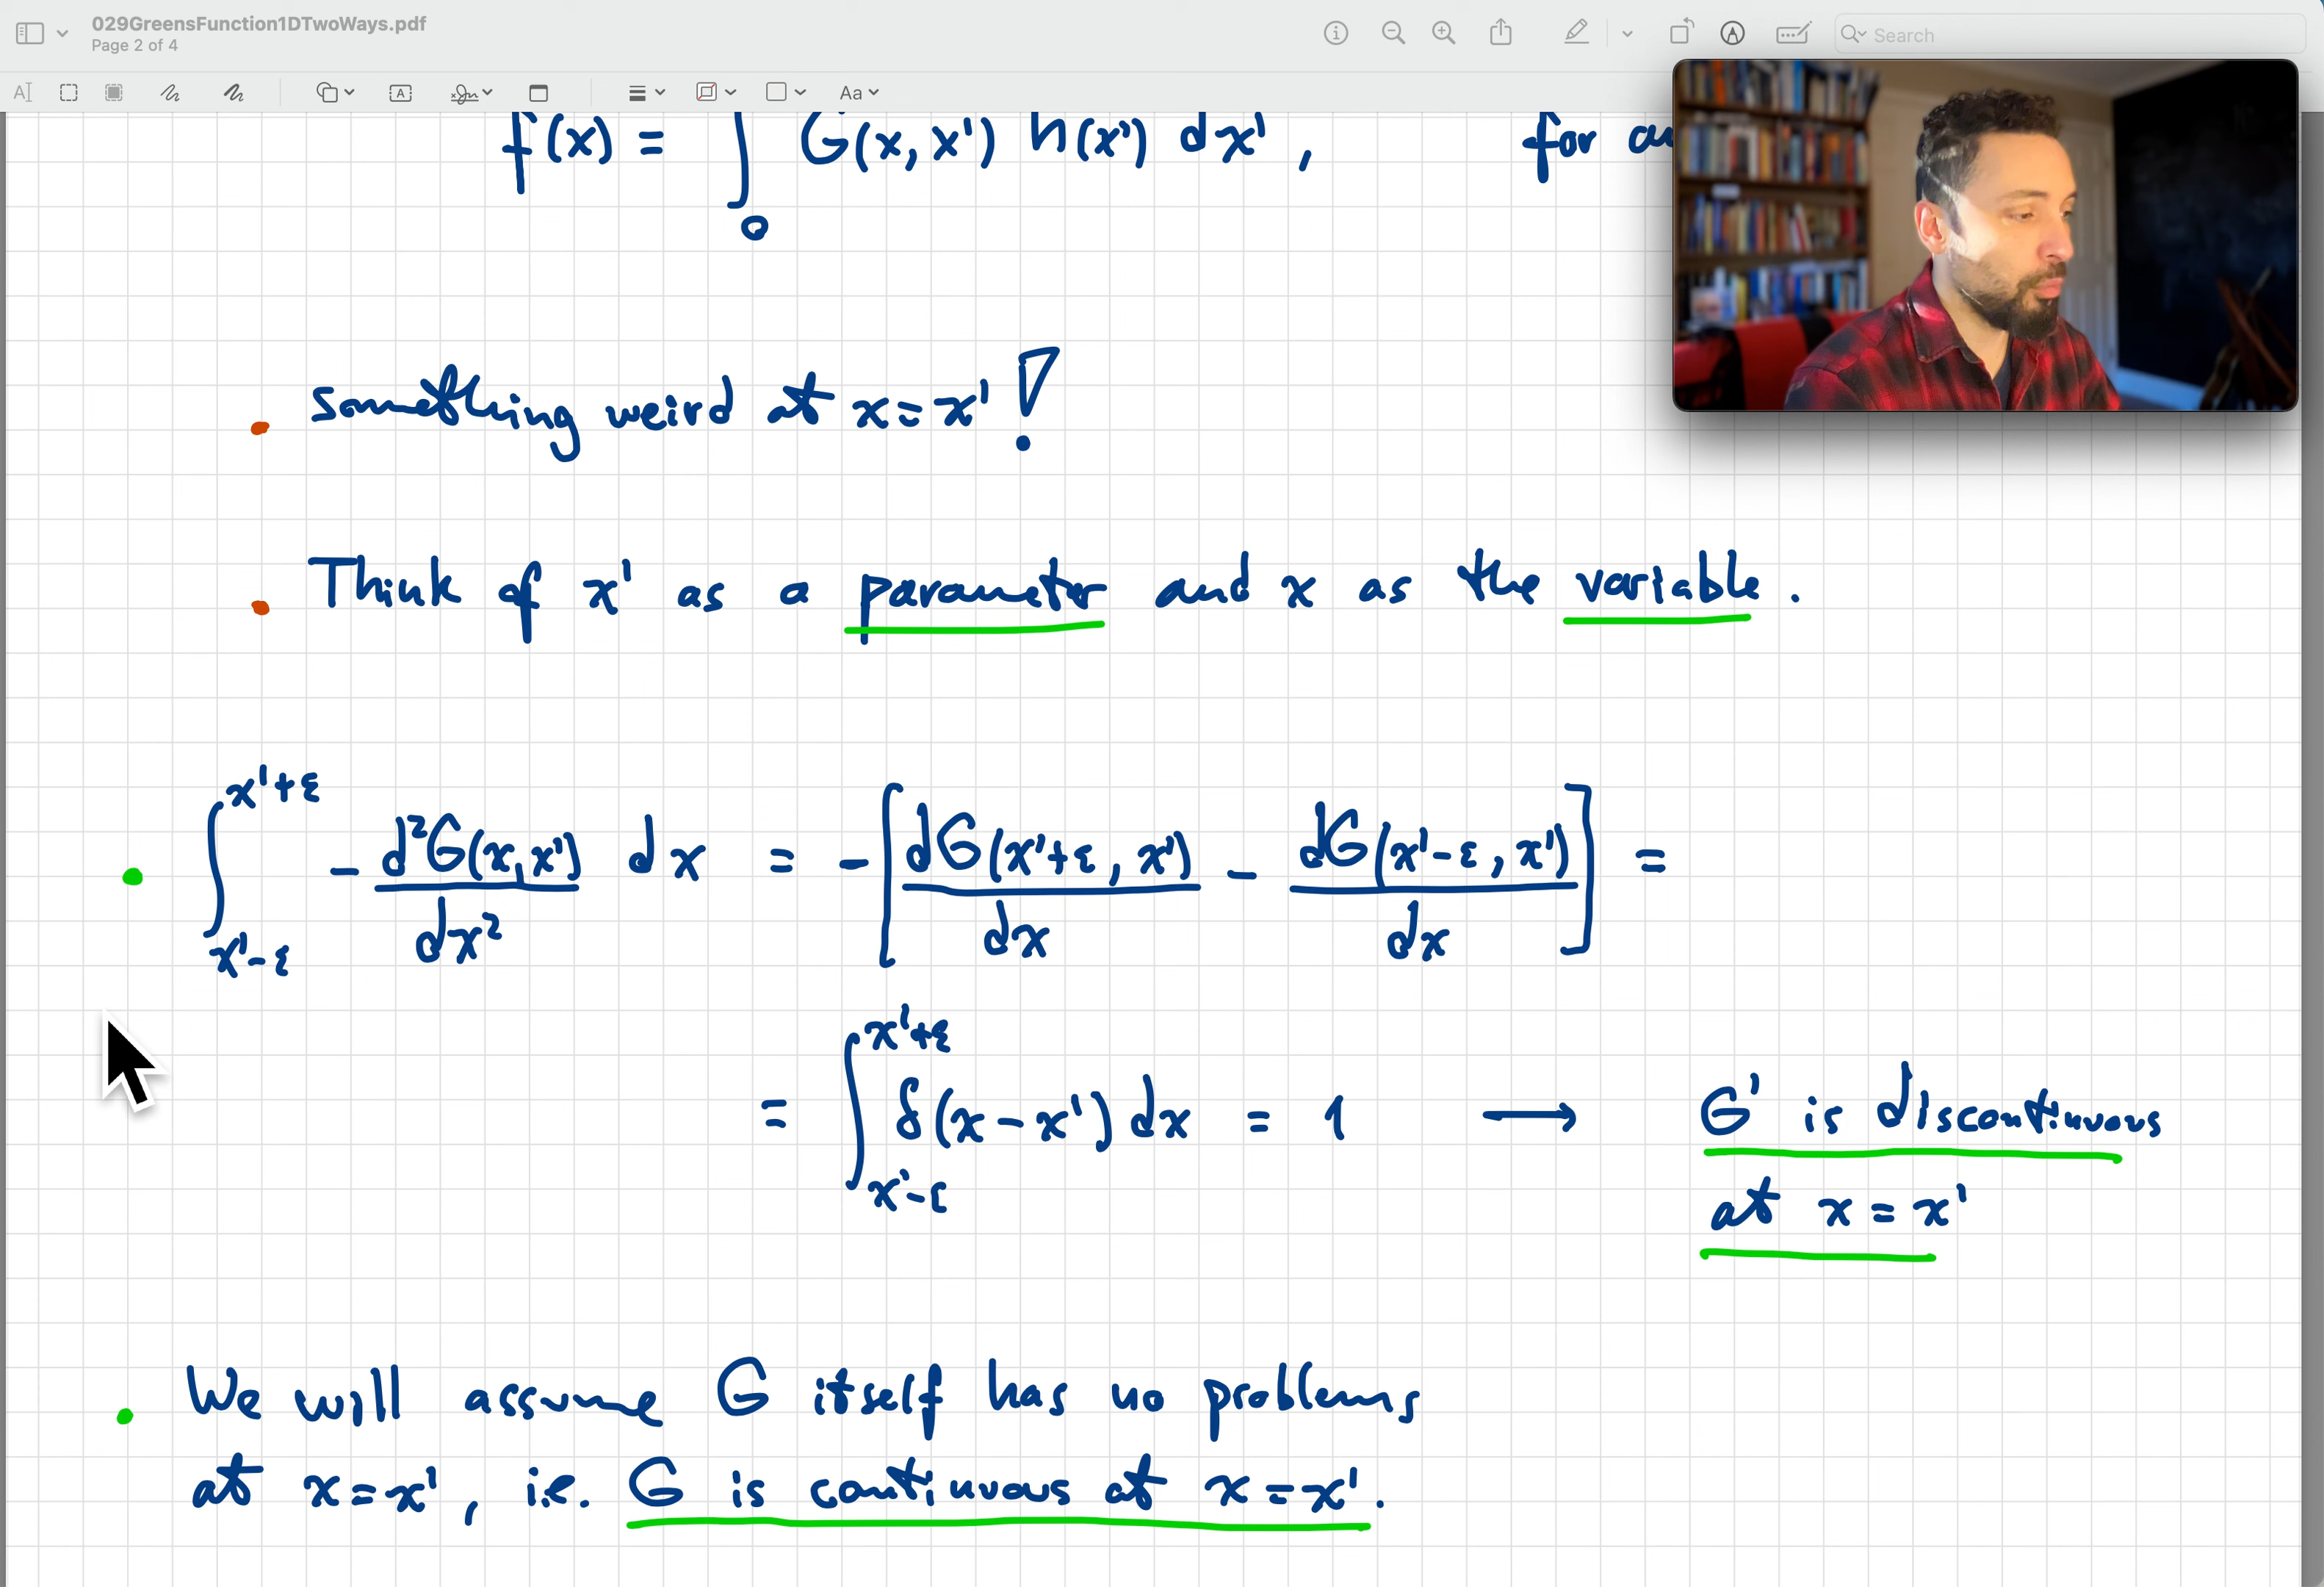 029GreensFunction1DTwoWays.pdf
Page 2 of 4
Search
Aa
f(x) = ∫₀ G(x, x') h(x') dx' , for
• something weird at x = x' !
• Think of x' as a parameter and x as the variable.
• ∫_{x'-ε}^{x'+ε} - d²G(x,x')/dx² dx = - [ dG(x'+ε, x')/dx - dG(x'-ε, x')/dx ] =
= ∫_{x'-ε}^{x'+ε} δ(x-x') dx = 1 → G' is discontinuous
at x = x'
• We will assume G itself has no problems
at x=x', i.e. G is continuous at x=x'.